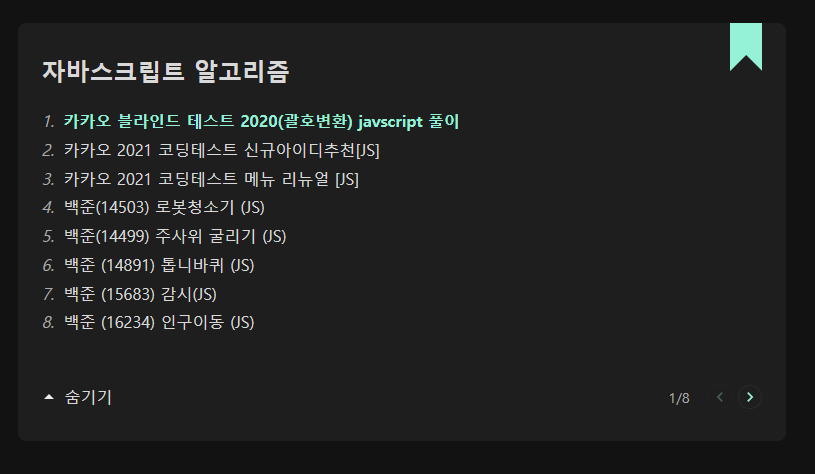 자바스크립트 알고리즘
1. 카카오 블라인드 테스트 2020(괄호변환) javscript 풀이
2. 카카오 2021 코딩테스트 신규아이디추천[JS]
3. 카카오 2021 코딩테스트 메뉴 리뉴얼 [JS]
4. 백준(14503) 로봇청소기 (JS)
5. 백준(14499) 주사위 굴리기 (JS)
6. 백준 (14891) 톱니바퀴 (JS)
7. 백준 (15683) 감시(JS)
8. 백준 (16234) 인구이동 (JS)
숨기기 1/8